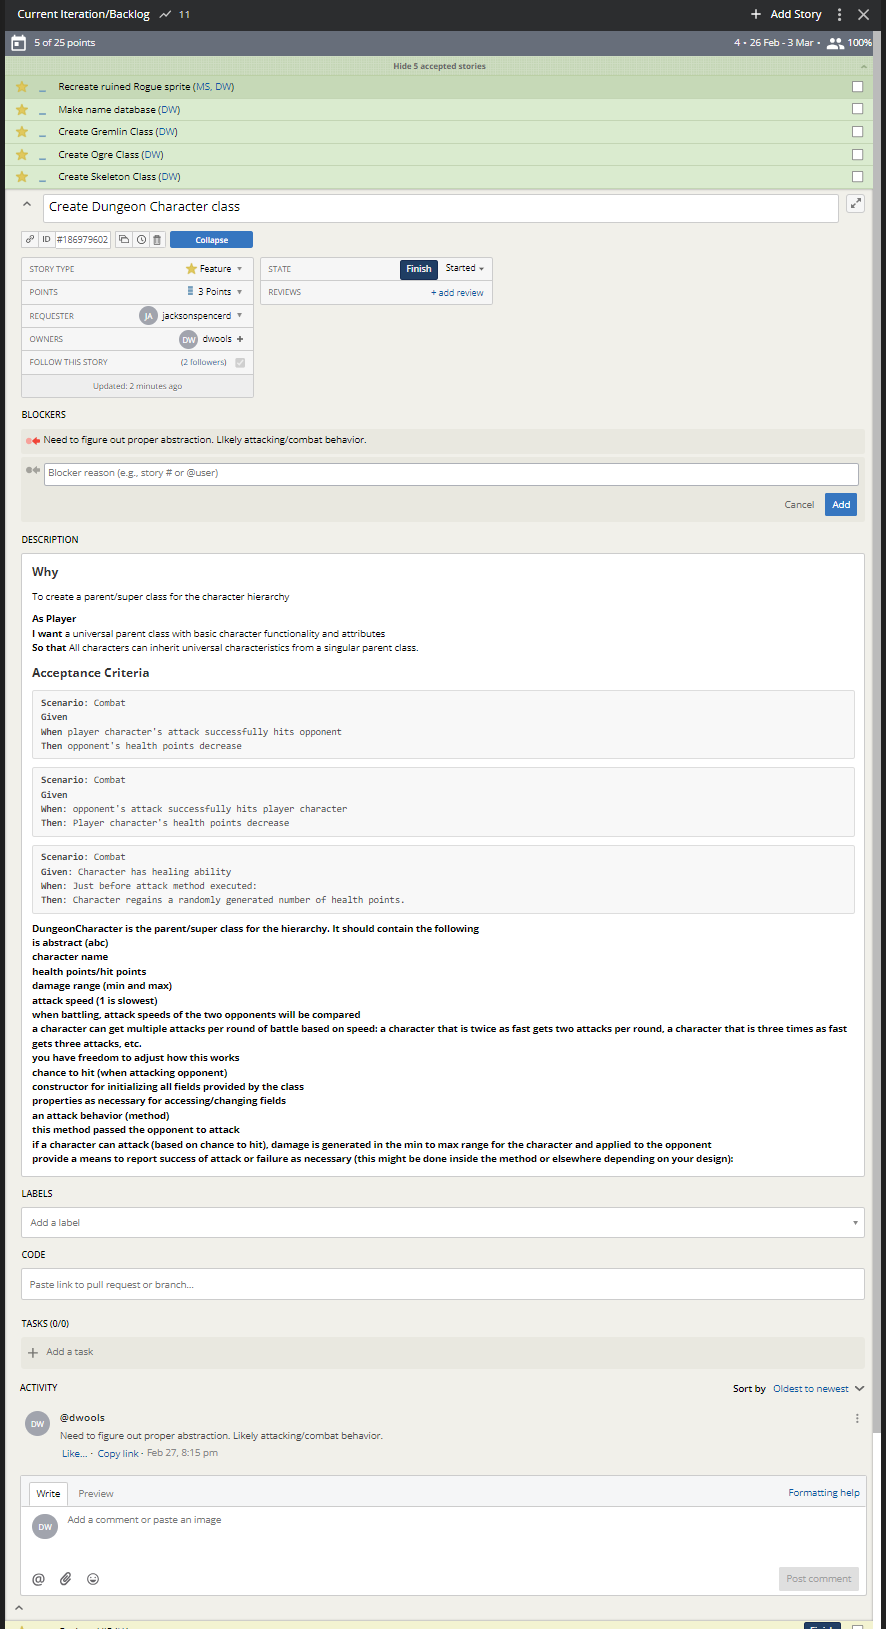 Current Iteration/Backlog 11 + Add Story
5 of 25 points 4 • 26 Feb - 3 Mar • 100%
Hide 5 accepted stories
Recreate ruined Rogue sprite (MS, DW)
Make name database (DW)
Create Gremlin Class (DW)
Create Ogre Class (DW)
Create Skeleton Class (DW)
Create Dungeon Character class
ID #186979602 Collapse
STORY TYPE Feature
STATE Finish Started
POINTS 3 Points
REVIEWS + add review
REQUESTER JA jacksonspencerd
OWNERS DW dwools +
FOLLOW THIS STORY (2 followers)
Updated: 2 minutes ago
BLOCKERS
Need to figure out proper abstraction. LIkely attacking/combat behavior.
Blocker reason (e.g., story # or @user)
Cancel Add
DESCRIPTION
Why
To create a parent/super class for the character hierarchy
As Player
I want a universal parent class with basic character functionality and attributes
So that All characters can inherit universal characteristics from a singular parent class.
Acceptance Criteria
Scenario: Combat
Given
When player character's attack successfully hits opponent
Then opponent's health points decrease
Scenario: Combat
Given
When: opponent's attack successfully hits player character
Then: Player character's health points decrease
Scenario: Combat
Given: Character has healing ability
When: Just before attack method executed:
Then: Character regains a randomly generated number of health points.
DungeonCharacter is the parent/super class for the hierarchy. It should contain the following
is abstract (abc)
character name
health points/hit points
damage range (min and max)
attack speed (1 is slowest)
when battling, attack speeds of the two opponents will be compared
a character can get multiple attacks per round of battle based on speed: a character that is twice as fast gets two attacks per round, a character that is three times as fast
gets three attacks, etc.
you have freedom to adjust how this works
chance to hit (when attacking opponent)
constructor for initializing all fields provided by the class
properties as necessary for accessing/changing fields
an attack behavior (method)
this method passed the opponent to attack
if a character can attack (based on chance to hit), damage is generated in the min to max range for the character and applied to the opponent
provide a means to report success of attack or failure as necessary (this might be done inside the method or elsewhere depending on your design):
LABELS
Add a label
CODE
Paste link to pull request or branch...
TASKS (0/0)
+ Add a task
ACTIVITY Sort by Oldest to newest
DW @dwools
Need to figure out proper abstraction. Likely attacking/combat behavior.
Like... • Copy link • Feb 27, 8:15 pm
Write Preview Formatting help
DW Add a comment or paste an image
@ Post comment